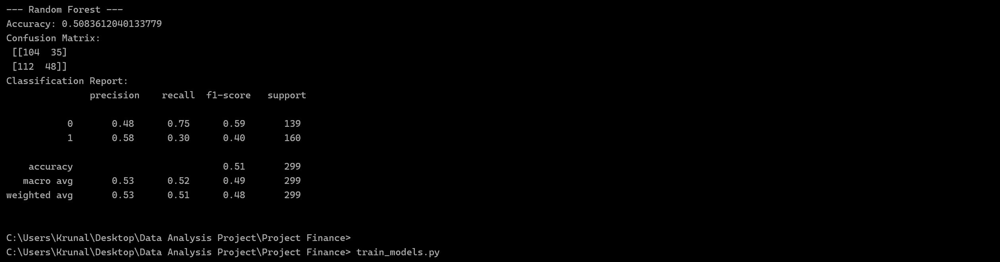 --- Random Forest ---
Accuracy: 0.5083612040133779
Confusion Matrix:
 [[104  35]
 [112  48]]
Classification Report:
               precision    recall  f1-score   support

           0       0.48      0.75      0.59       139
           1       0.58      0.30      0.40       160

    accuracy                           0.51       299
   macro avg       0.53      0.52      0.49       299
weighted avg       0.53      0.51      0.48       299

C:\Users\Krunal\Desktop\Data Analysis Project\Project Finance>
C:\Users\Krunal\Desktop\Data Analysis Project\Project Finance> train_models.py